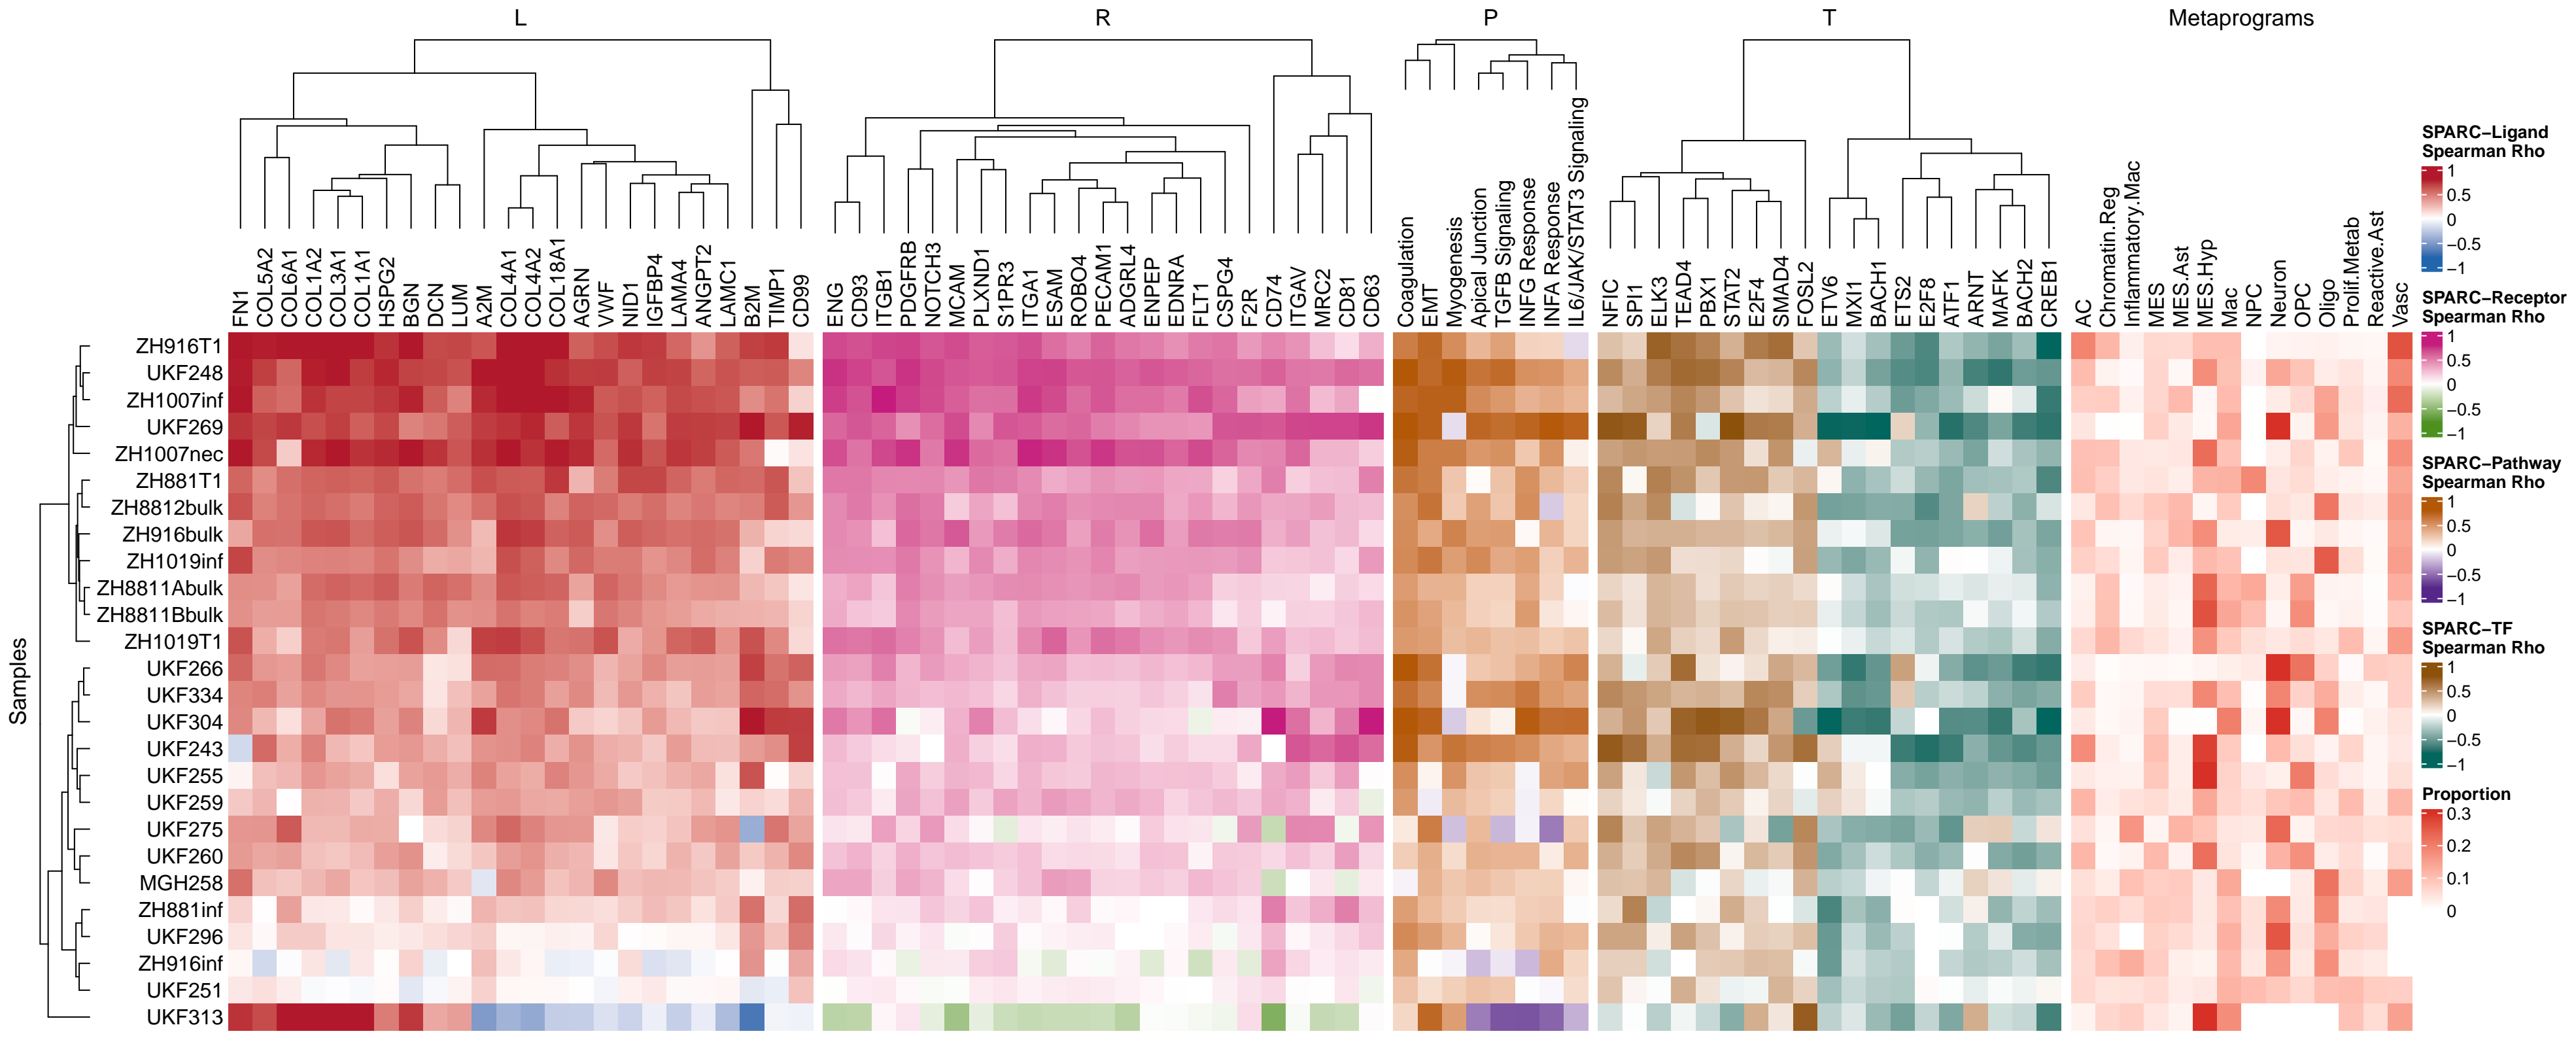 L R P T Metaprograms
FN1
COL5A2
COL6A1
COL1A2
COL3A1
COL1A1
HSPG2
BGN
DCN
LUM
A2M
COL4A1
COL4A2
COL18A1
AGRN
VWF
NID1
IGFBP4
LAMA4
ANGPT2
LAMC1
B2M
TIMP1
CD99
ENG
CD93
ITGB1
PDGFRB
NOTCH3
MCAM
PLXND1
S1PR3
ITGA1
ESAM
ROBO4
PECAM1
ADGRL4
ENPEP
EDNRA
FLT1
CSPG4
F2R
CD74
ITGAV
MRC2
CD81
CD63
Coagulation
EMT
Myogenesis
Apical Junction
TGFB Signaling
INFG Response
INFA Response
IL6/JAK/STAT3 Signaling
NFIC
SPI1
ELK3
TEAD4
PBX1
STAT2
E2F4
SMAD4
FOSL2
ETV6
MXI1
BACH1
ETS2
E2F8
ATF1
ARNT
MAFK
BACH2
CREB1
AC
Chromatin.Reg
Inflammatory.Mac
MES
MES.Ast
MES.Hyp
Mac
NPC
Neuron
OPC
Oligo
Prolif.Metab
Reactive.Ast
Vasc
Samples
ZH916T1
UKF248
ZH1007inf
UKF269
ZH1007nec
ZH881T1
ZH8812bulk
ZH916bulk
ZH1019inf
ZH8811Abulk
ZH8811Bbulk
ZH1019T1
UKF266
UKF334
UKF304
UKF243
UKF255
UKF259
UKF275
UKF260
MGH258
ZH881inf
UKF296
ZH916inf
UKF251
UKF313
SPARC−Ligand
Spearman Rho
1
0.5
0
−0.5
−1
SPARC−Receptor
Spearman Rho
1
0.5
0
−0.5
−1
SPARC−Pathway
Spearman Rho
1
0.5
0
−0.5
−1
SPARC−TF
Spearman Rho
1
0.5
0
−0.5
−1
Proportion
0.3
0.2
0.1
0